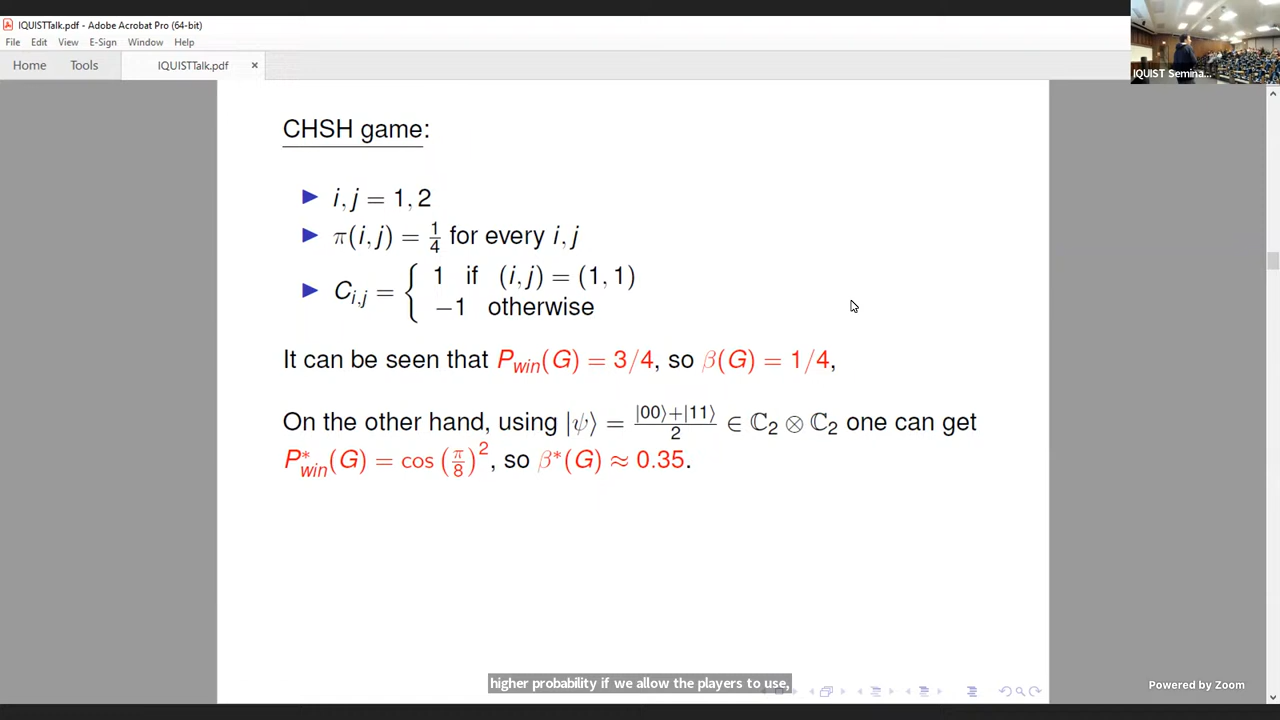 IQUISTTalk.pdf - Adobe Acrobat Pro (64-bit)
File Edit View E-Sign Window Help
Home Tools IQUISTTalk.pdf ×
IQUIST Semina...
CHSH game:
▶ i, j = 1, 2
▶ π(i, j) = 1/4 for every i, j
▶ C_{i,j} = { 1 if (i, j) = (1, 1)
−1 otherwise
It can be seen that P_{win}(G) = 3/4, so β(G) = 1/4,
On the other hand, using |ψ⟩ = |00⟩+|11⟩/2 ∈ ℂ₂ ⊗ ℂ₂ one can get
P*_{win}(G) = cos (π/8)², so β*(G) ≈ 0.35.
higher probability if we allow the players to use,
Powered by Zoom